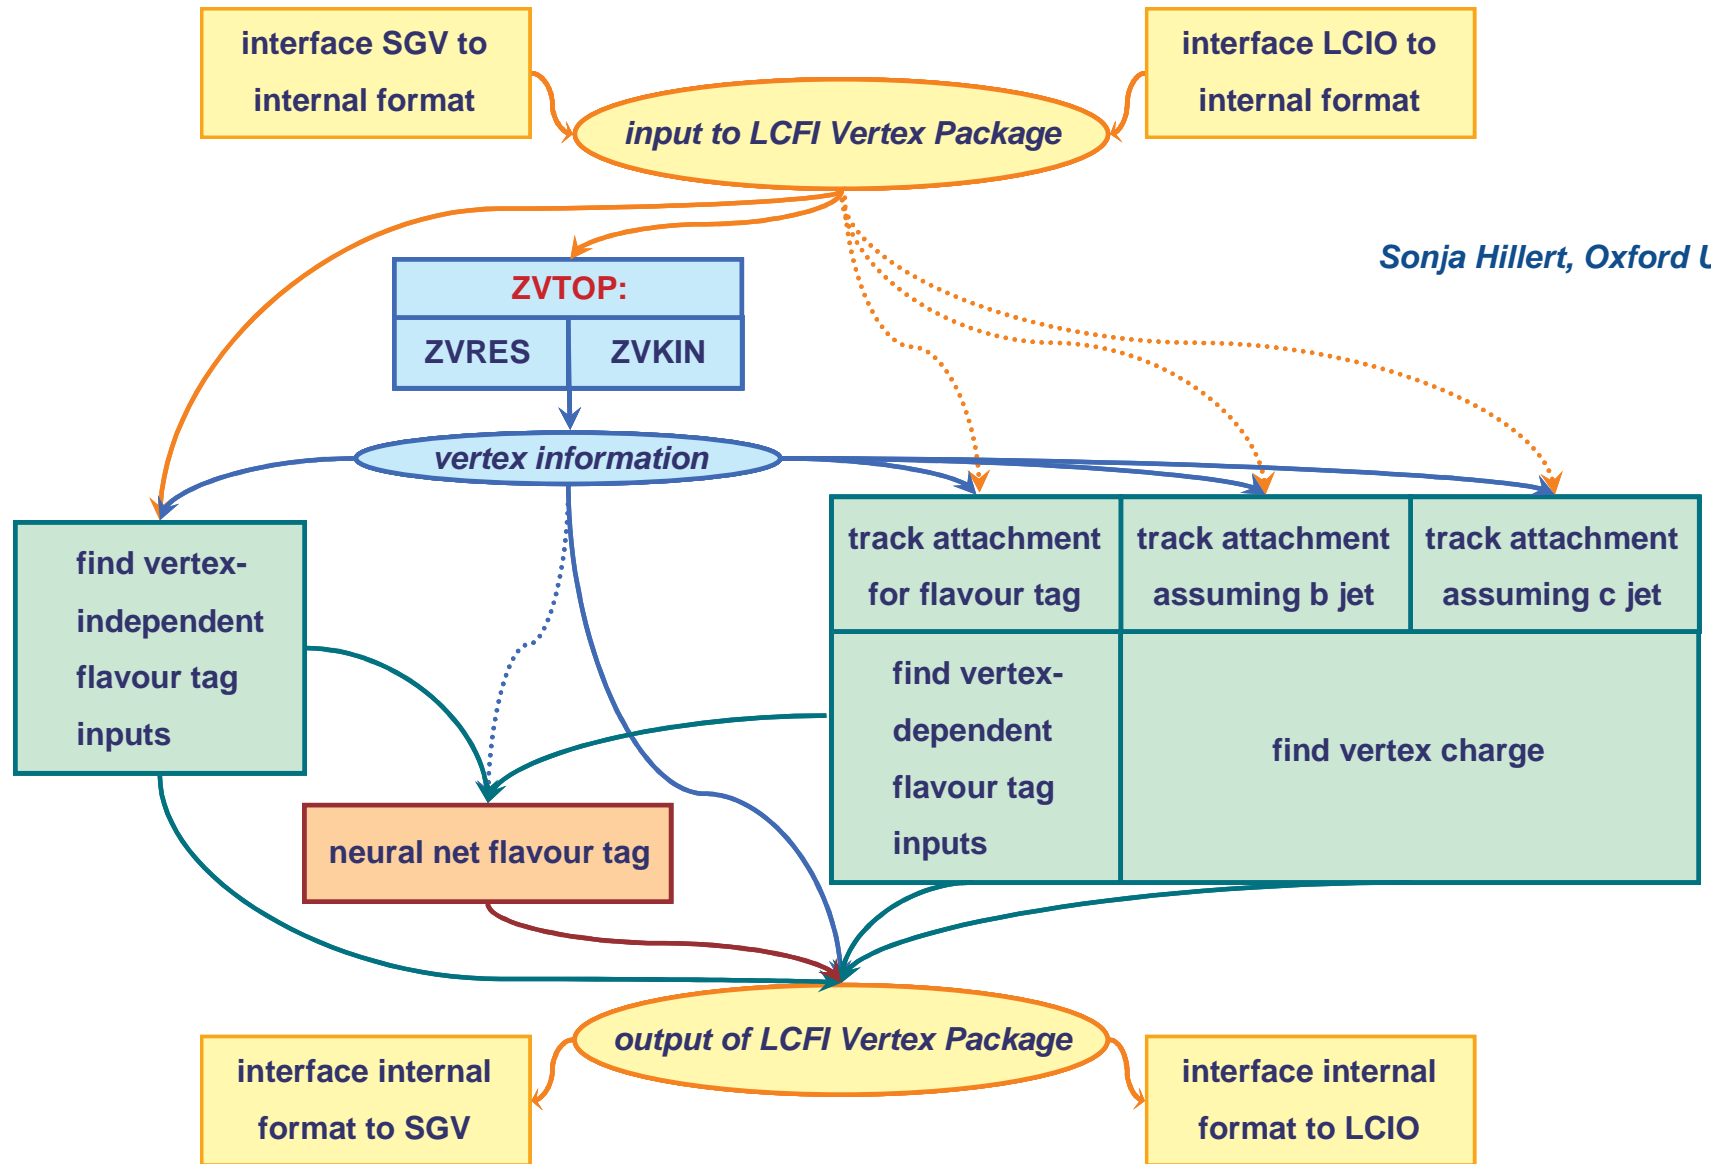 interface SGV to
internal format
interface LCIO to
internal format
input to LCFI Vertex Package
Sonja Hillert, Oxford U
ZVTOP:
ZVRES
ZVKIN
vertex information
find vertex-
independent
flavour tag
inputs
track attachment
for flavour tag
track attachment
assuming b jet
track attachment
assuming c jet
find vertex-
dependent
flavour tag
inputs
find vertex charge
neural net flavour tag
output of LCFI Vertex Package
interface internal
format to SGV
interface internal
format to LCIO